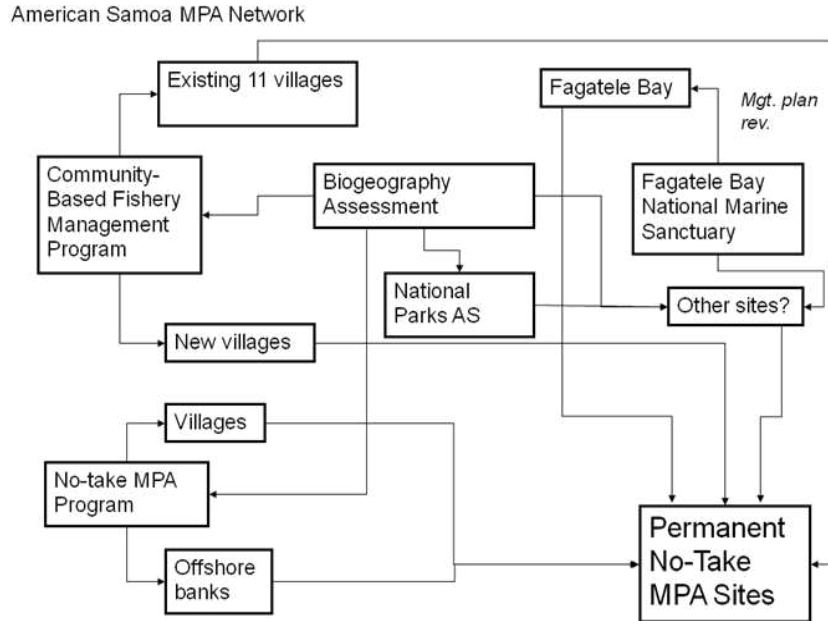 American Samoa MPA Network
Existing 11 villages
Fagatele Bay
Mgt. plan
rev.
Community-
Based Fishery
Management
Program
Biogeography
Assessment
Fagatele Bay
National Marine
Sanctuary
National
Parks AS
Other sites?
New villages
Villages
No-take MPA
Program
Offshore
banks
Permanent
No-Take
MPA Sites